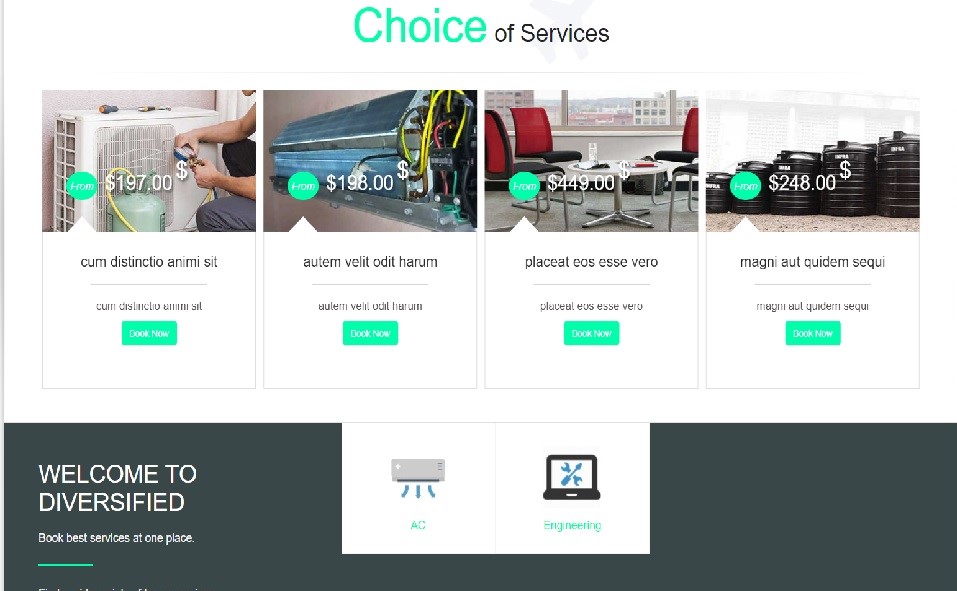 Choice of Services
From $197.00 $
From $198.00 $
From $449.00 $
From $248.00 $
INFRA INFRA INFRA
cum distinctio animi sit
autem velit odit harum
placeat eos esse vero
magni aut quidem sequi
cum distinctio animi sit
autem velit odit harum
placeat eos esse vero
magni aut quidem sequi
Book Now
Book Now
Book Now
Book Now
WELCOME TO
DIVERSIFIED
Book best services at one place.
AC
Engineering